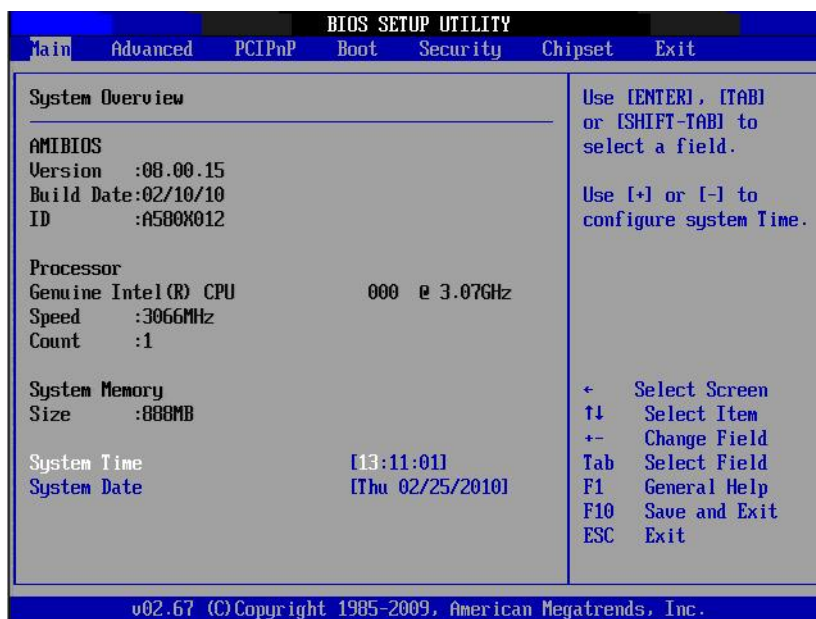 BIOS SETUP UTILITY
Main Advanced PCIPnP Boot Security Chipset Exit
System Overview
AMIBIOS
Version :08.00.15
Build Date:02/10/10
ID :A580X012
Processor
Genuine Intel(R) CPU 000 @ 3.07GHz
Speed :3066MHz
Count :1
System Memory
Size :888MB
System Time [13:11:01]
System Date [Thu 02/25/2010]
Use [ENTER], [TAB]
or [SHIFT-TAB] to
select a field.
Use [+] or [-] to
configure system Time.
← Select Screen
↑↓ Select Item
+- Change Field
Tab Select Field
F1 General Help
F10 Save and Exit
ESC Exit
v02.67 (C)Copyright 1985-2009, American Megatrends, Inc.